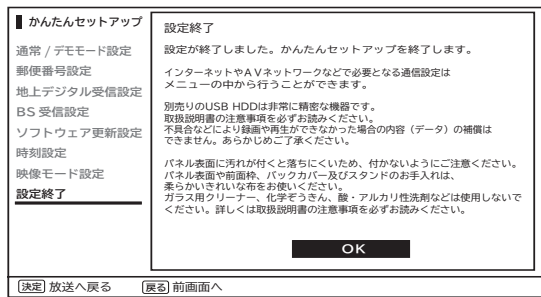 かんたんセットアップ
通常 / デモモード設定
郵便番号設定
地上デジタル受信設定
BS 受信設定
ソフトウェア更新設定
時刻設定
映像モード設定
設定終了
設定終了
設定が終了しました。かんたんセットアップを終了します。
インターネットやAVネットワークなどで必要となる通信設定は
メニューの中から行うことができます。
別売りのUSB HDDは非常に精密な機器です。
取扱説明書の注意事項を必ずお読みください。
不具合などにより録画や再生ができなかった場合の内容（データ）の補償は
できません。あらかじめご了承ください。
パネル表面に汚れが付くと落ちにくいため、付かないようにご注意ください。
パネル表面や前面枠、バックカバー及びスタンドのお手入れは、
柔らかいきれいな布をお使いください。
ガラス用クリーナー、化学ぞうきん、酸・アルカリ性洗剤などは使用しないで
ください。詳しくは取扱説明書の注意事項を必ずお読みください。
OK
決定 放送へ戻る 戻る 前画面へ